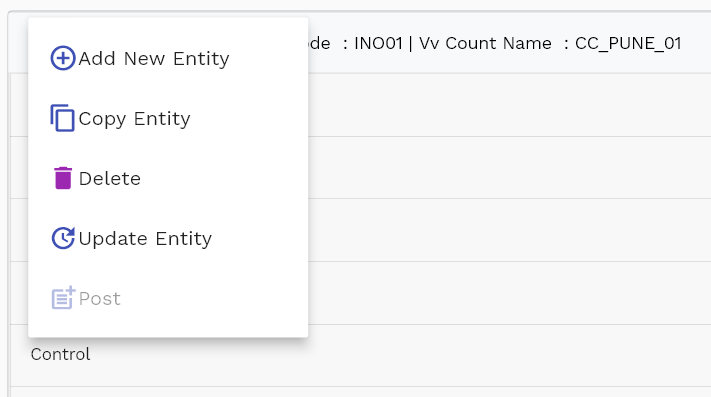 Add New Entity
ode : INO01 | Vv Count Name : CC_PUNE_01
Copy Entity
Delete
Update Entity
Post
Control